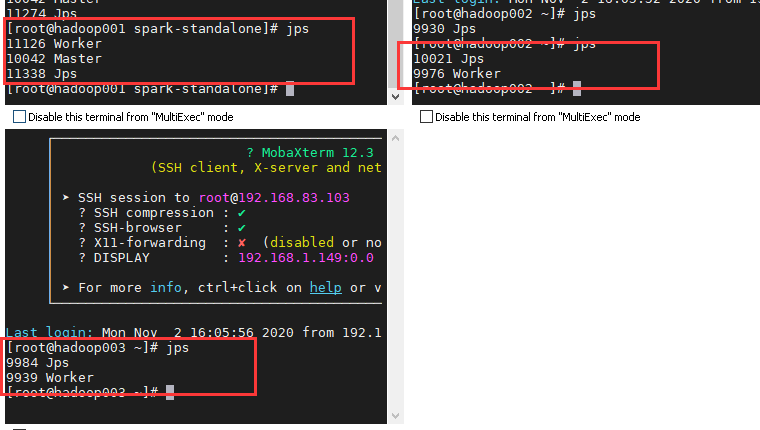 10042 Master
11274 Jps
[root@hadoop001 spark-standalone]# jps
11126 Worker
10042 Master
11338 Jps
[root@hadoop001 spark-standalone]#
Disable this terminal from "MultiExec" mode
Last login: Mon Nov 2 16:05:52 2020 from 19
[root@hadoop002 ~]# jps
9930 Jps
[root@hadoop002 ~]# jps
10021 Jps
9976 Worker
[root@hadoop002 ~]#
Disable this terminal from "MultiExec" mode
? MobaXterm 12.3
(SSH client, X-server and net
➤ SSH session to root@192.168.83.103
? SSH compression : ✔
? SSH-browser : ✔
? X11-forwarding : ✘ (disabled or no
? DISPLAY : 192.168.1.149:0.0
➤ For more info, ctrl+click on help or v
Last login: Mon Nov 2 16:05:56 2020 from 192.1
[root@hadoop003 ~]# jps
9984 Jps
9939 Worker
[root@hadoop003 ~]#